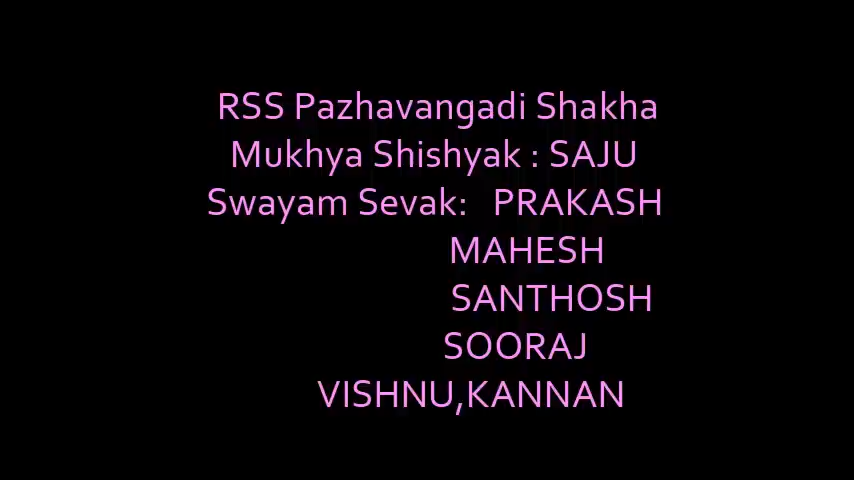 RSS Pazhavangadi Shakha
Mukhya Shishyak : SAJU
Swayam Sevak: PRAKASH
MAHESH
SANTHOSH
SOORAJ
VISHNU,KANNAN